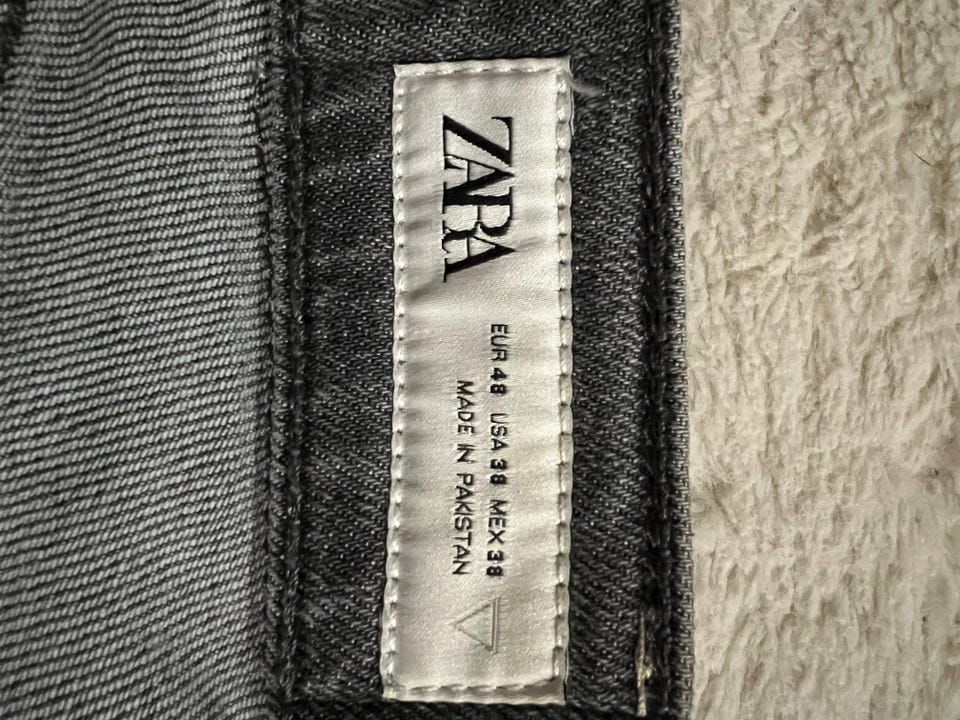 ZARA
EUR 48 USA 38 MEX 38
MADE IN PAKISTAN